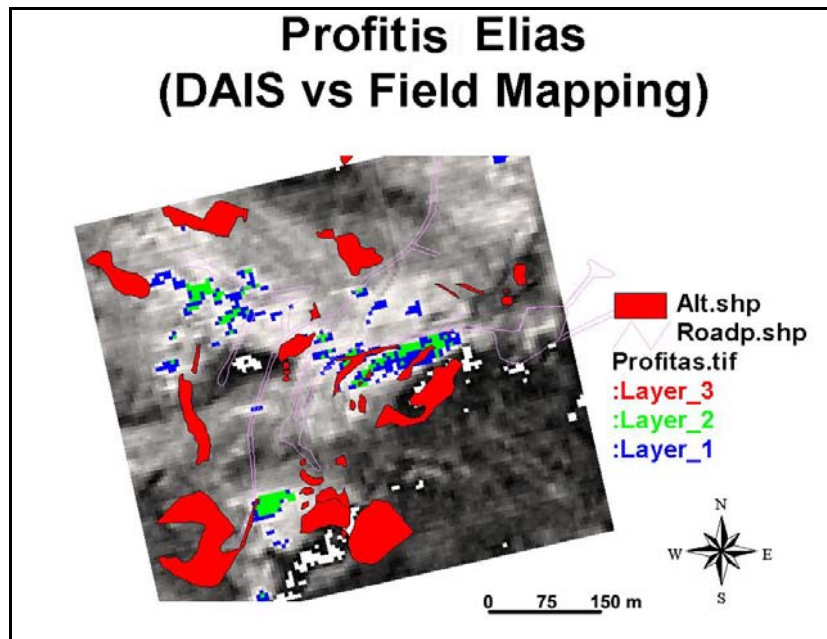 Profitis Elias
(DAIS vs Field Mapping)
Alt.shp
Roadp.shp
Profitas.tif
:Layer_3
:Layer_2
:Layer_1
N
W E
S
0 75 150 m